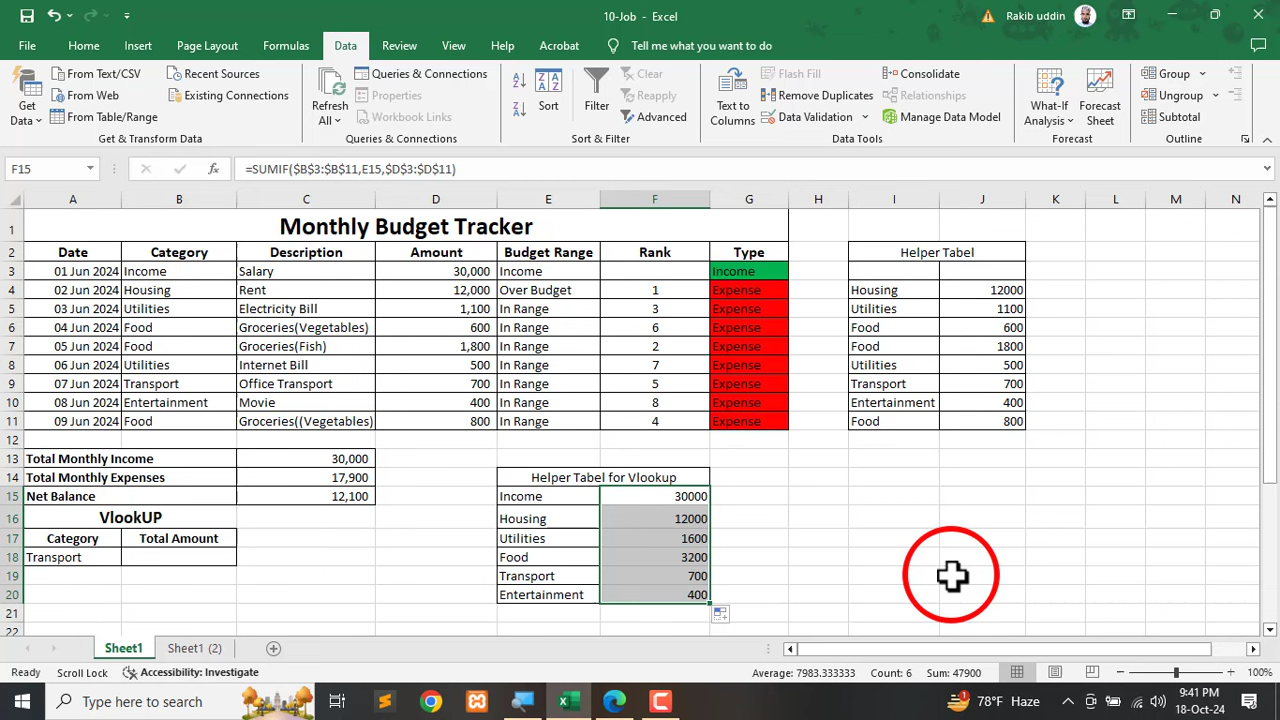 10-Job - Excel
Rakib uddin
File Home Insert Page Layout Formulas Data Review View Help Acrobat Tell me what you want to do
Get Data
From Text/CSV
From Web
From Table/Range
Recent Sources
Existing Connections
Get & Transform Data
Refresh All
Queries & Connections
Properties
Workbook Links
Queries & Connections
Sort
Filter
Clear
Reapply
Advanced
Sort & Filter
Text to Columns
Flash Fill
Remove Duplicates
Data Validation
Consolidate
Relationships
Manage Data Model
Data Tools
What-If Analysis
Forecast Sheet
Forecast
Group
Ungroup
Subtotal
Outline
F15 fx =SUMIF($B$3:$B$11,E15,$D$3:$D$11)
A B C D E F G H I J K L M N
1 Monthly Budget Tracker
2 Date Category Description Amount Budget Range Rank Type Helper Tabel
3 01 Jun 2024 Income Salary 30,000 Income Income
4 02 Jun 2024 Housing Rent 12,000 Over Budget 1 Expense Housing 12000
5 03 Jun 2024 Utilities Electricity Bill 1,100 In Range 3 Expense Utilities 1100
6 04 Jun 2024 Food Groceries(Vegetables) 600 In Range 6 Expense Food 600
7 05 Jun 2024 Food Groceries(Fish) 1,800 In Range 2 Expense Food 1800
8 06 Jun 2024 Utilities Internet Bill 500 In Range 7 Expense Utilities 500
9 07 Jun 2024 Transport Office Transport 700 In Range 5 Expense Transport 700
10 08 Jun 2024 Entertainment Movie 400 In Range 8 Expense Entertainment 400
11 09 Jun 2024 Food Groceries((Vegetables) 800 In Range 4 Expense Food 800
12
13 Total Monthly Income 30,000
14 Total Monthly Expenses 17,900 Helper Tabel for Vlookup
15 Net Balance 12,100 Income 30000
16 VlookUP Housing 12000
17 Category Total Amount Utilities 1600
18 Transport Food 3200
19 Transport 700
20 Entertainment 400
21
22
Sheet1 Sheet1 (2)
Ready Scroll Lock Accessibility: Investigate Average: 7983.333333 Count: 6 Sum: 47900 100%
Type here to search 78°F Haze 9:41 PM
18-Oct-24